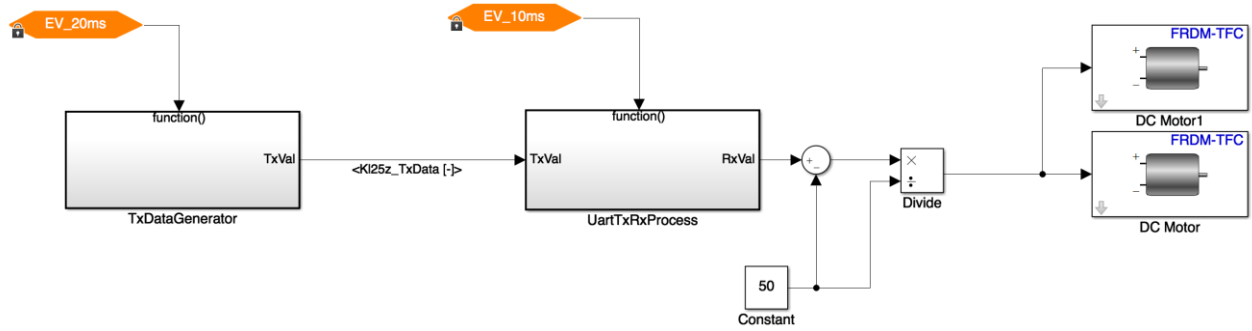 EV_20ms
EV_10ms
FRDM-TFC
+
−
DC Motor1
function()
TxVal
TxDataGenerator
<Kl25z_TxData [-]>
function()
TxVal
RxVal
UartTxRxProcess
+
−
×
÷
Divide
FRDM-TFC
+
−
DC Motor
50
Constant